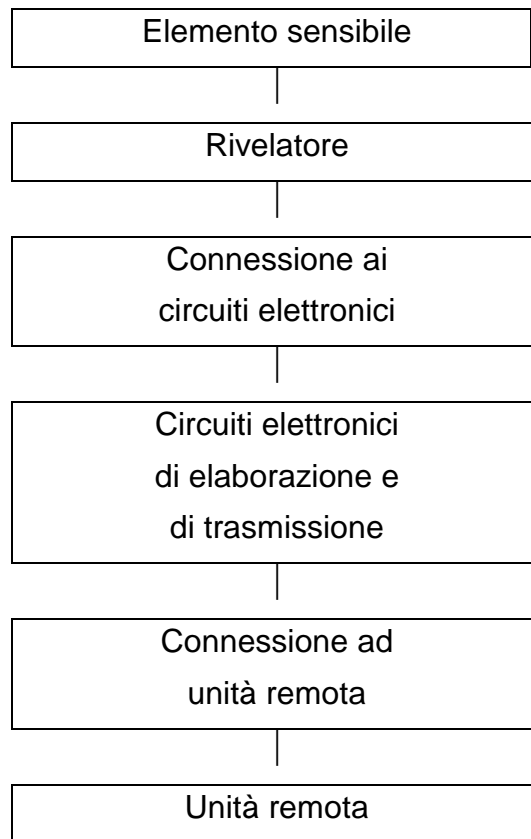 Elemento sensibile
Rivelatore
Connessione ai
circuiti elettronici
Circuiti elettronici
di elaborazione e
di trasmissione
Connessione ad
unità remota
Unità remota